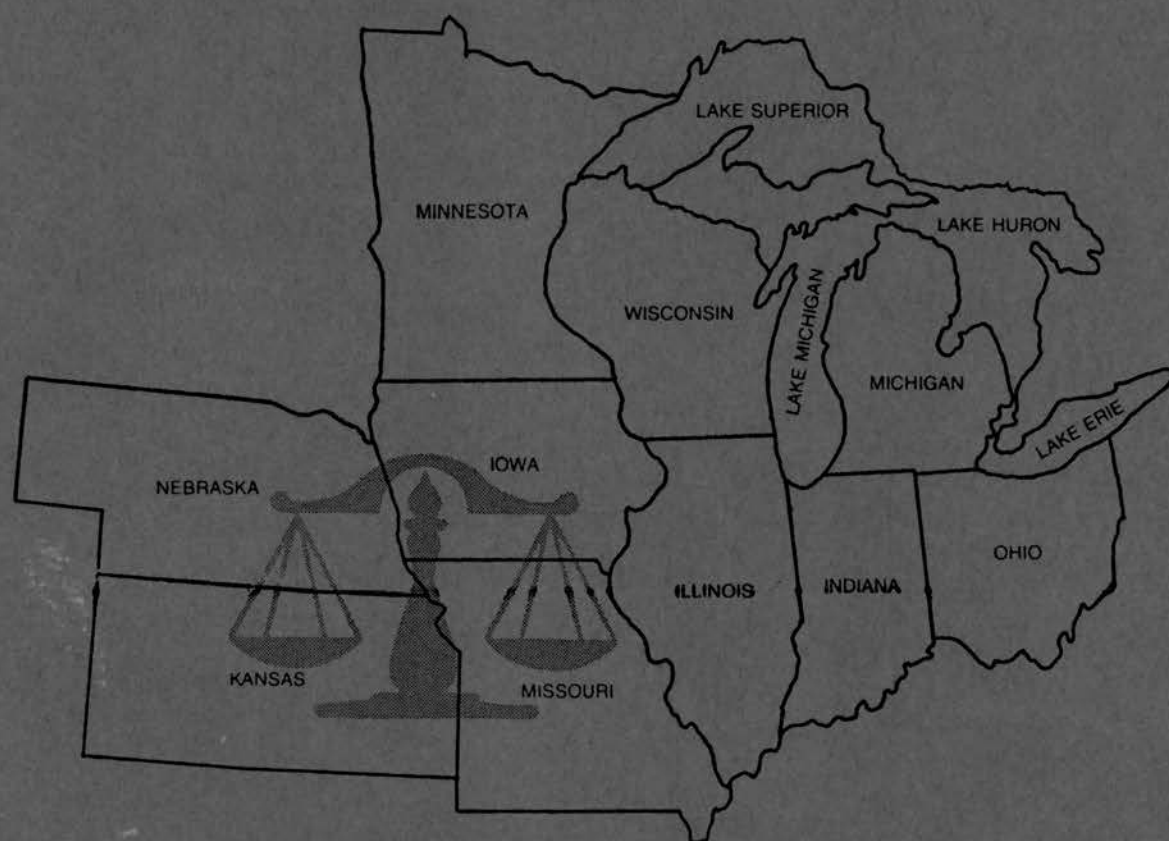 LAKE SUPERIOR
MINNESOTA
LAKE HURON
WISCONSIN
LAKE MICHIGAN
MICHIGAN
LAKE ERIE
NEBRASKA
IOWA
OHIO
ILLINOIS
INDIANA
KANSAS
MISSOURI